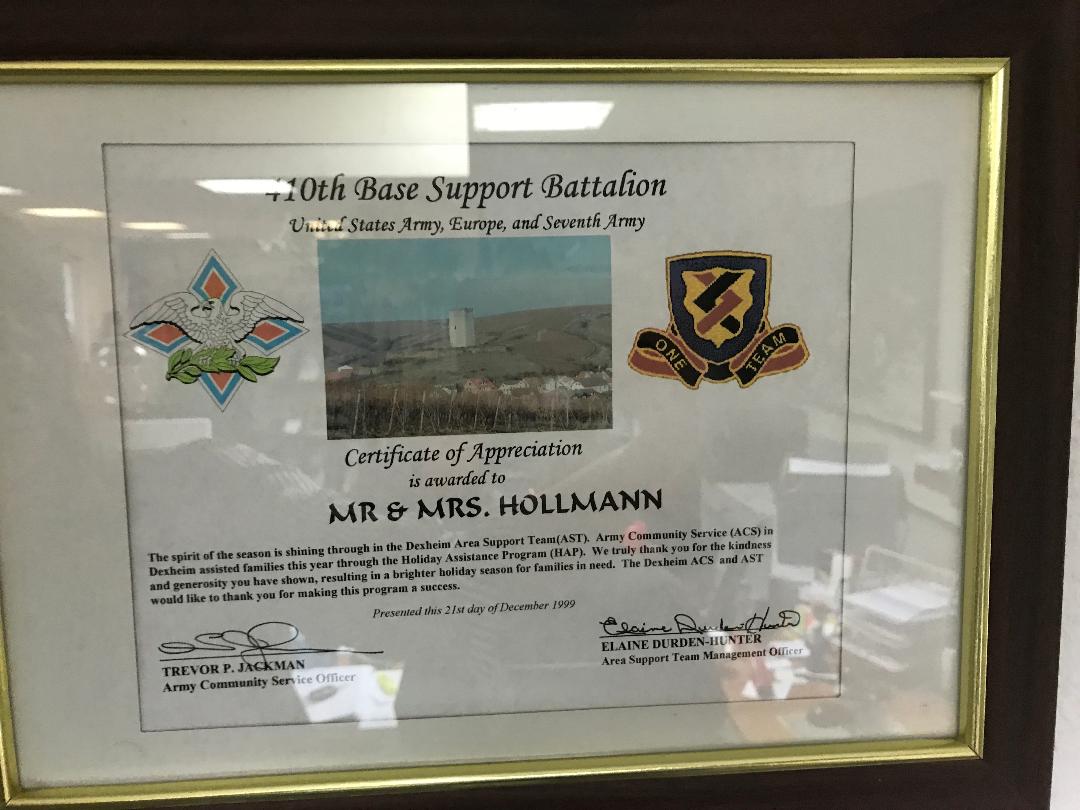 410th Base Support Battalion
United States Army, Europe, and Seventh Army
ONE TEAM
Certificate of Appreciation
is awarded to
MR & MRS. HOLLMANN
The spirit of the season is shining through in the Dexheim Area Support Team(AST). Army Community Service (ACS) in
Dexheim assisted families this year through the Holiday Assistance Program (HAP). We truly thank you for the kindness
and generosity you have shown, resulting in a brighter holiday season for families in need. The Dexheim ACS and AST
would like to thank you for making this program a success.
Presented this 21st day of December 1999
Elaine Durden-Hunter
TREVOR P. JACKMAN
Army Community Service Officer
ELAINE DURDEN-HUNTER
Area Support Team Management Officer